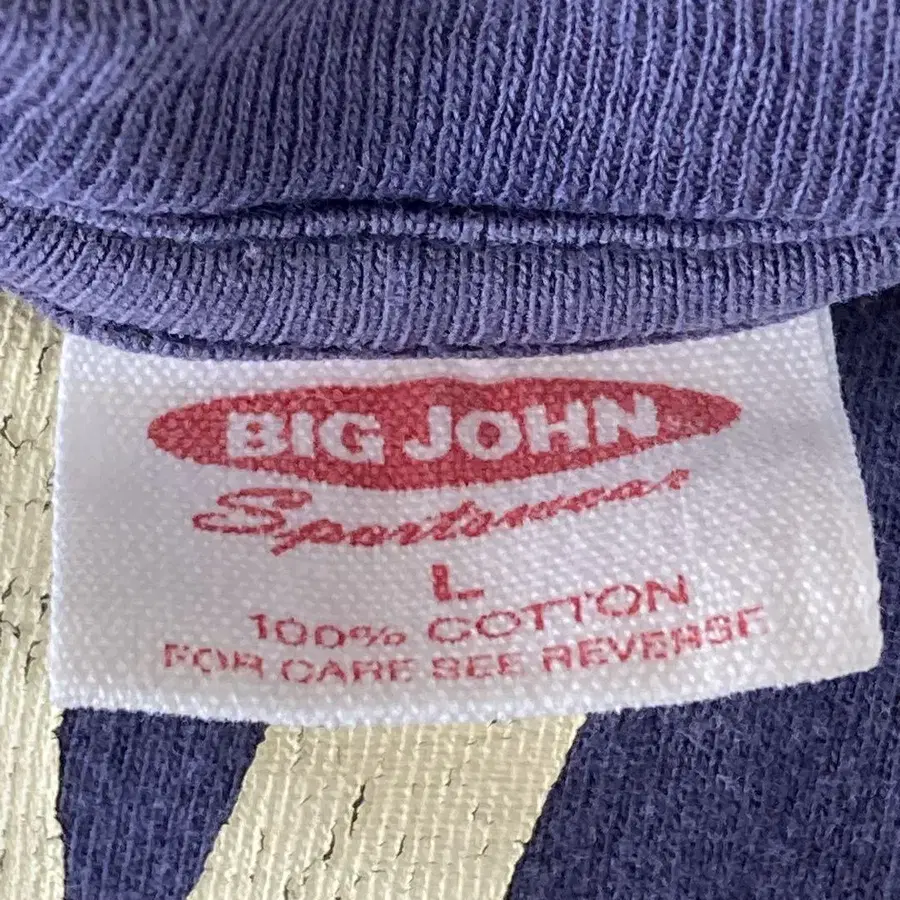 BIG JOHN
Sportswear
L
100% COTTON
FOR CARE SEE REVERSE